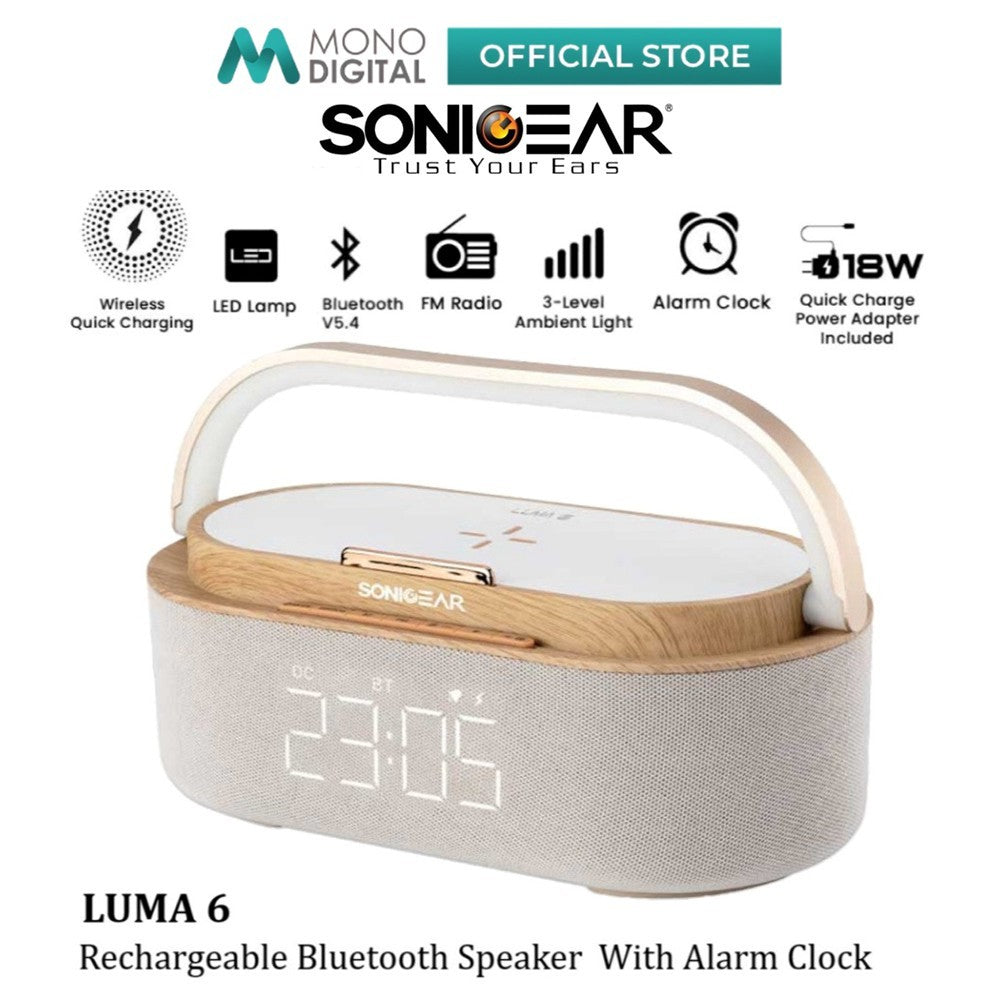 MONO
DIGITAL
OFFICIAL STORE
SONICGEAR®
Trust Your Ears
LED
18W
Wireless
Quick Charging
LED Lamp
Bluetooth
V5.4
FM Radio
3-Level
Ambient Light
Alarm Clock
Quick Charge
Power Adapter
Included
SONICGEAR
BT
23:05
LUMA 6
Rechargeable Bluetooth Speaker With Alarm Clock